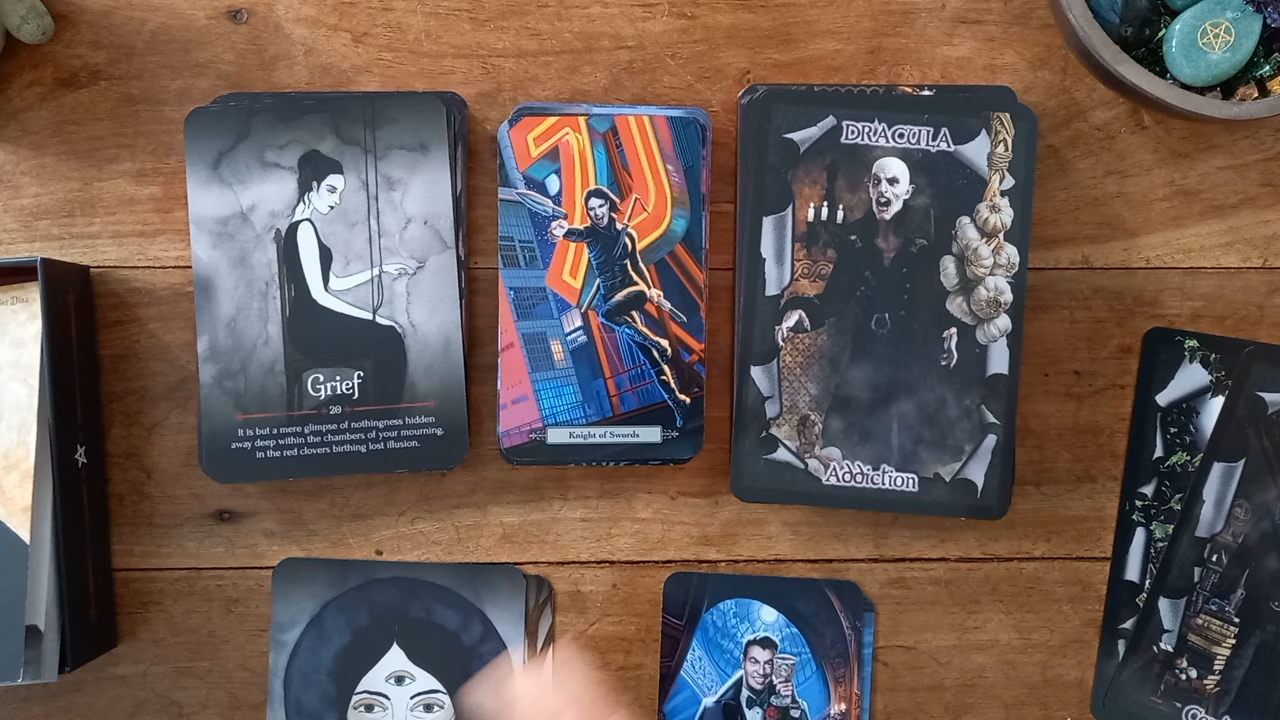 Grief
20
It is but a mere glimpse of nothingness hidden
away deep within the chambers of your mourning,
in the red clovers birthing lost illusion.
Knight of Swords
DRACULA
Addiction